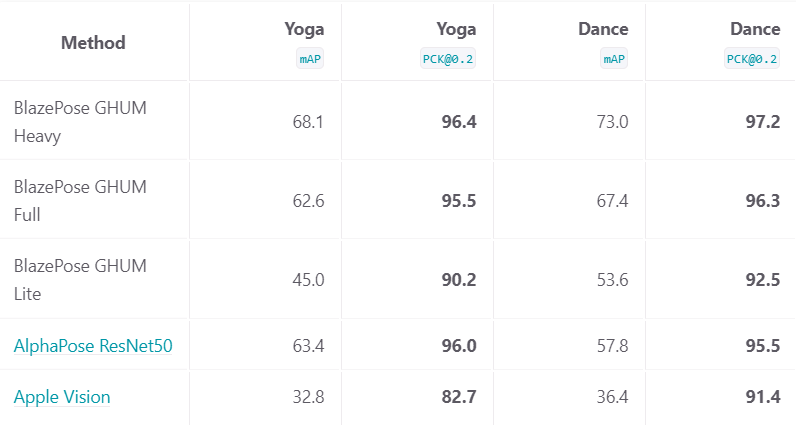 Method Yoga Yoga Dance Dance
mAP PCK@0.2 mAP PCK@0.2
BlazePose GHUM
Heavy 68.1 96.4 73.0 97.2
BlazePose GHUM
Full 62.6 95.5 67.4 96.3
BlazePose GHUM
Lite 45.0 90.2 53.6 92.5
AlphaPose ResNet50 63.4 96.0 57.8 95.5
Apple Vision 32.8 82.7 36.4 91.4